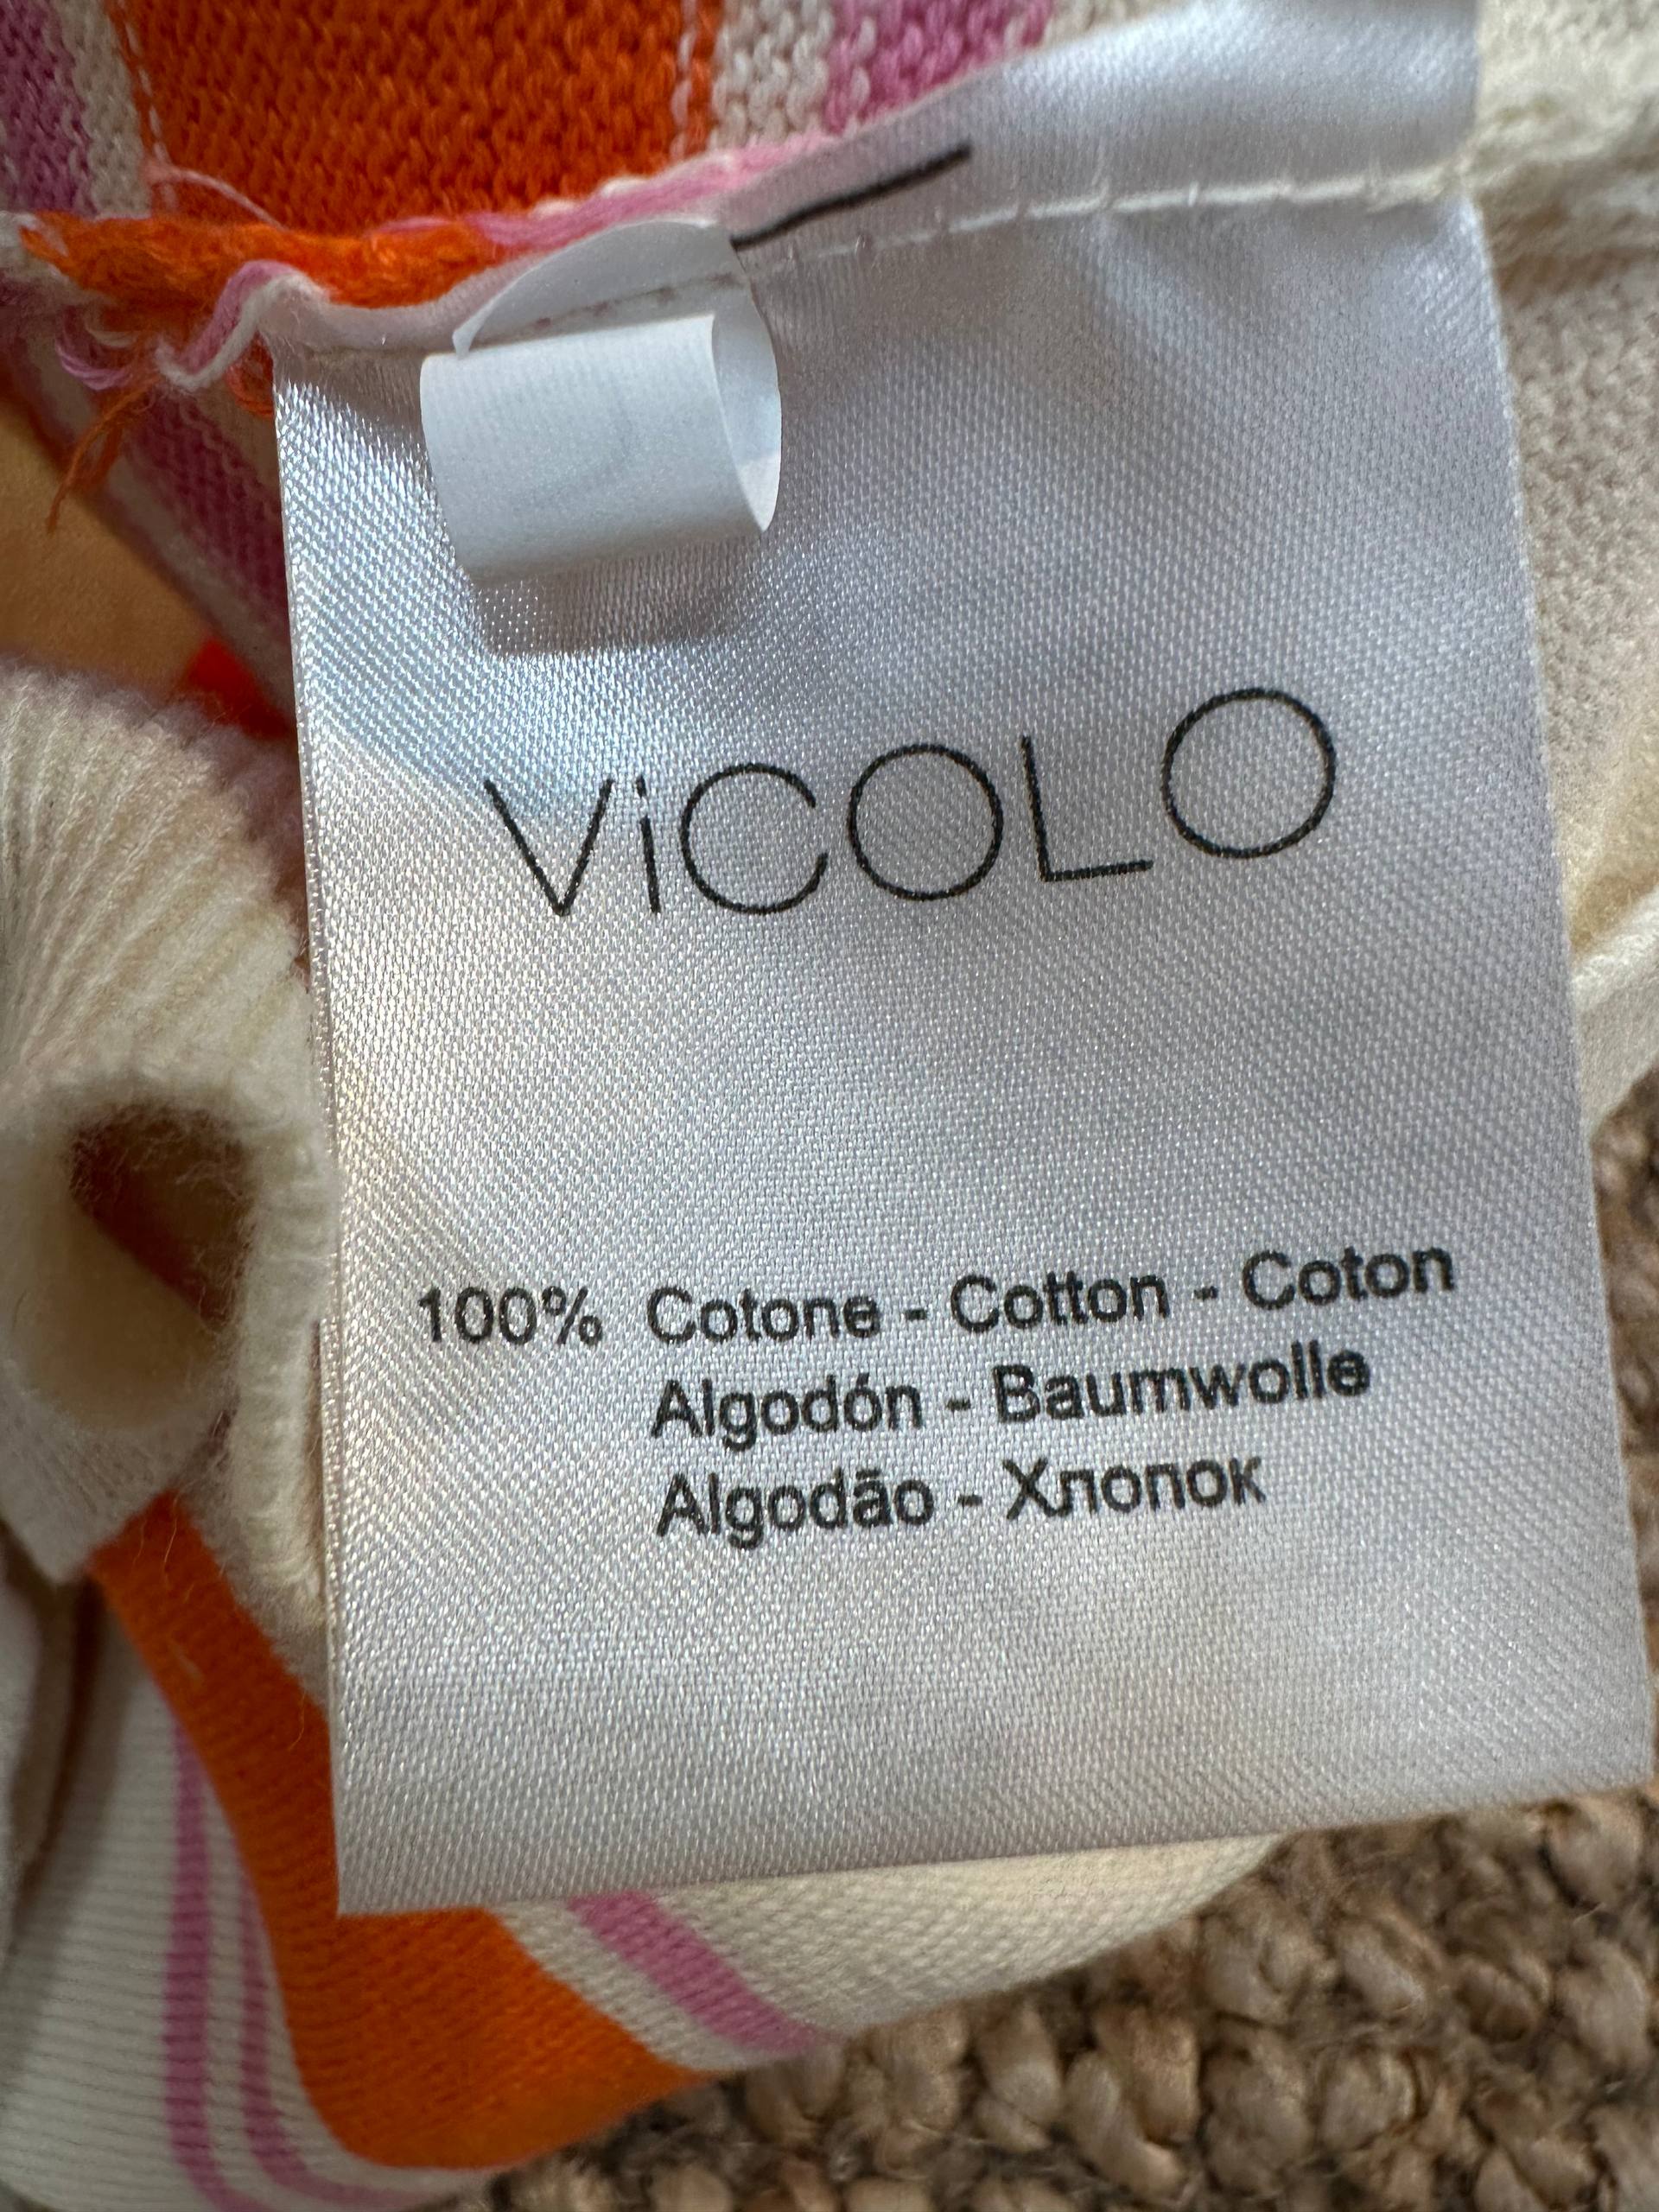 ViCOLO
100% Cotone - Cotton - Coton
Algodón - Baumwolle
Algodão - Хлопок